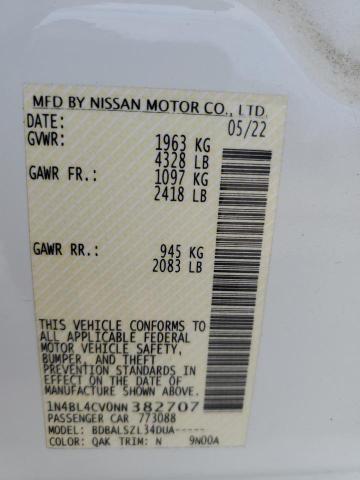 MFD BY NISSAN MOTOR CO., LTD.
DATE: 05/22
GVWR: 1963 KG
4328 LB
GAWR FR.: 1097 KG
2418 LB
GAWR RR.: 945 KG
2083 LB
THIS VEHICLE CONFORMS TO
ALL APPLICABLE FEDERAL
MOTOR VEHICLE SAFETY,
BUMPER, AND THEFT
PREVENTION STANDARDS IN
EFFECT ON THE DATE OF
MANUFACTURE SHOWN ABOVE.
1N4BL4CV0NN382707
PASSENGER CAR 773088
MODEL: BDBALSZL34DUA-----
COLOR: QAK TRIM: N 9N00A